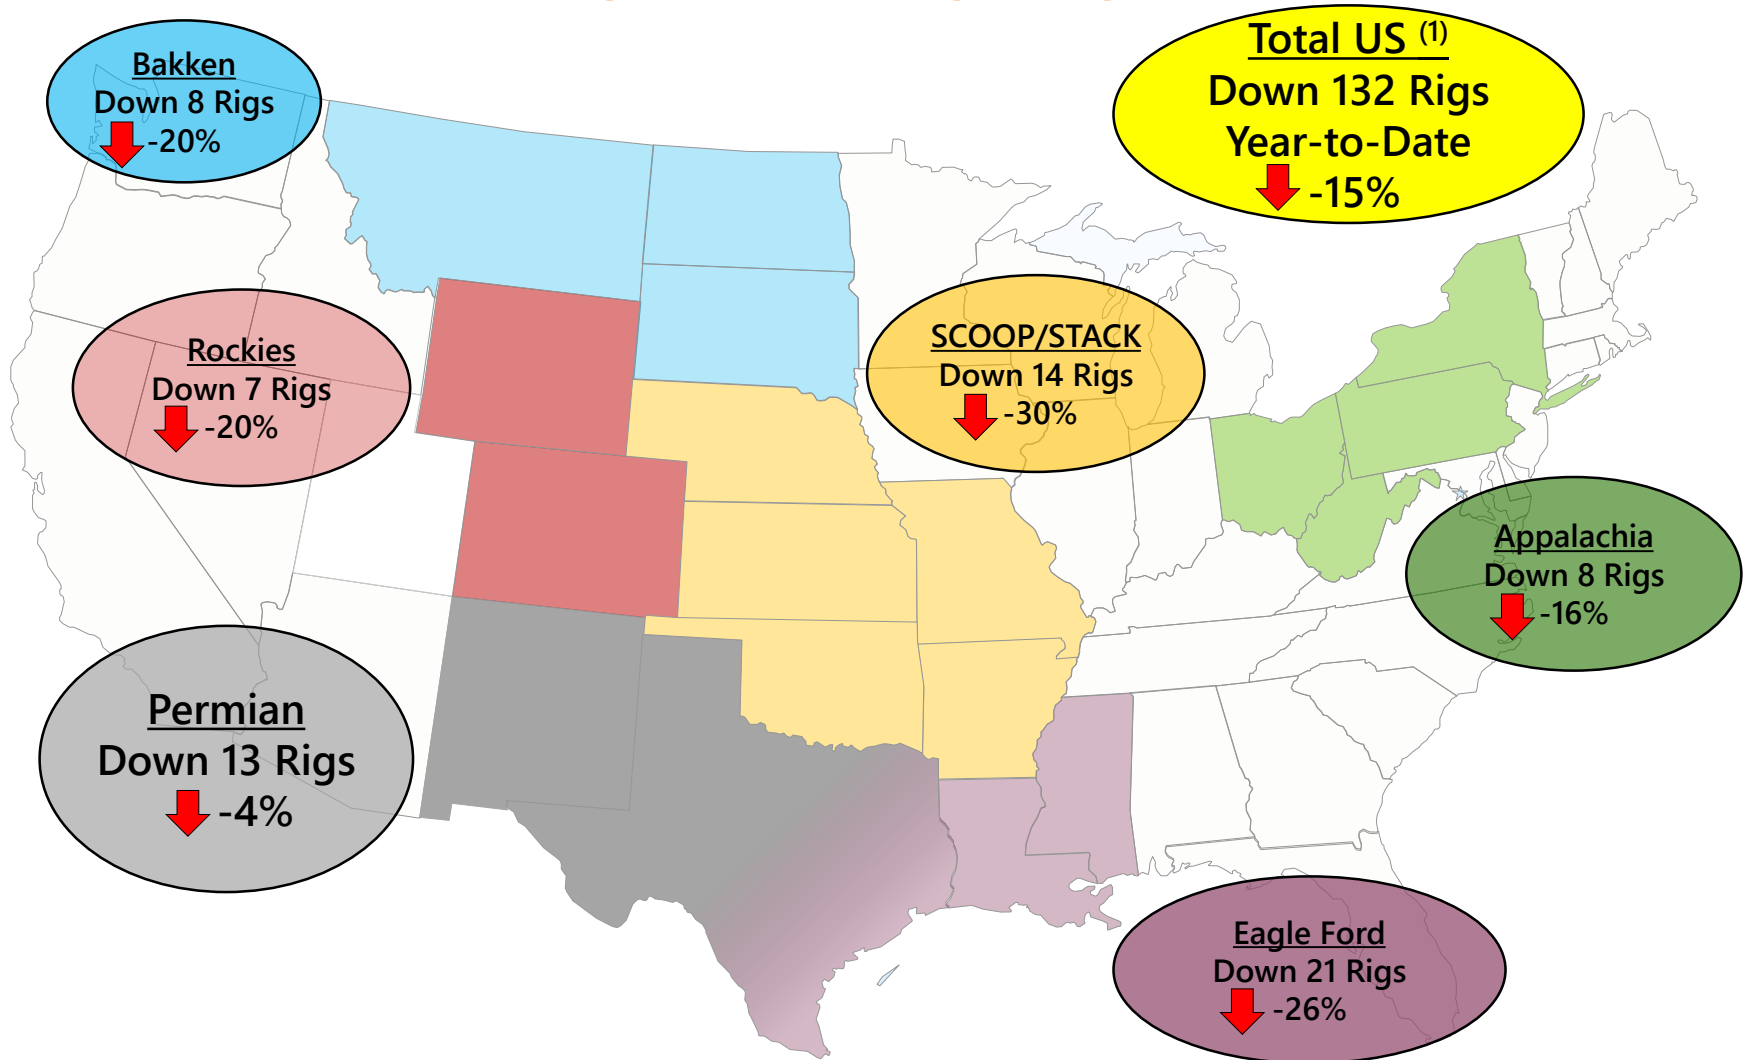 Total US (1)
Down 132 Rigs
Year-to-Date
-15%
Bakken
Down 8 Rigs
-20%
Rockies
Down 7 Rigs
-20%
SCOOP/STACK
Down 14 Rigs
-30%
Appalachia
Down 8 Rigs
-16%
Permian
Down 13 Rigs
-4%
Eagle Ford
Down 21 Rigs
-26%